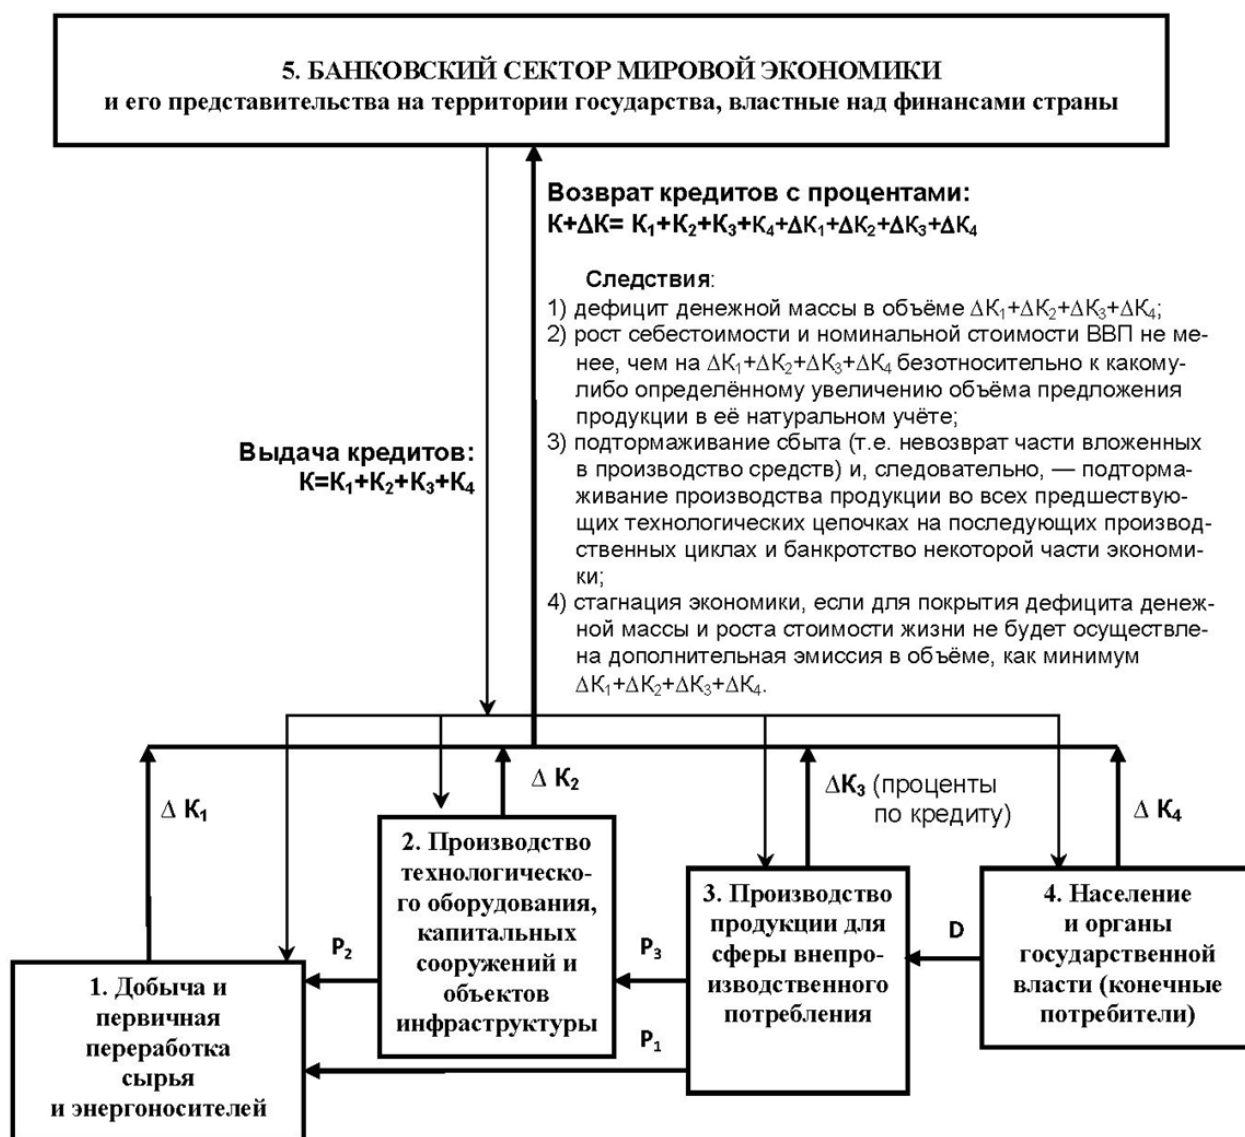 5. БАНКОВСКИЙ СЕКТОР МИРОВОЙ ЭКОНОМИКИ
и его представительства на территории государства, властные над финансами страны
Возврат кредитов с процентами:
К+ΔК= К₁+К₂+К₃+К₄+ΔК₁+ΔК₂+ΔК₃+ΔК₄
Следствия:
1) дефицит денежной массы в объёме ΔК₁+ΔК₂+ΔК₃+ΔК₄;
2) рост себестоимости и номинальной стоимости ВВП не ме-
нее, чем на ΔК₁+ΔК₂+ΔК₃+ΔК₄ безотносительно к какому-
либо определённому увеличению объёма предложения
продукции в её натуральном учёте;
3) подтормаживание сбыта (т.е. невозврат части вложенных
в производство средств) и, следовательно, — подторма-
живание производства продукции во всех предшествую-
щих технологических цепочках на последующих производ-
ственных циклах и банкротство некоторой части экономи-
ки;
4) стагнация экономики, если для покрытия дефицита денеж-
ной массы и роста стоимости жизни не будет осуществле-
на дополнительная эмиссия в объёме, как минимум
ΔК₁+ΔК₂+ΔК₃+ΔК₄.
Выдача кредитов:
К=К₁+К₂+К₃+К₄
Δ К₁
Δ К₂
ΔК₃ (проценты
по кредиту)
Δ К₄
1. Добыча и
первичная
переработка
сырья
и энергоносителей
P₂
2. Производство
технологическо-
го оборудования,
капитальных
сооружений и
объектов
инфраструктуры
P₃
P₁
3. Производство
продукции для
сферы внепро-
изводственного
потребления
D
4. Население
и органы
государственной
власти (конечные
потребители)